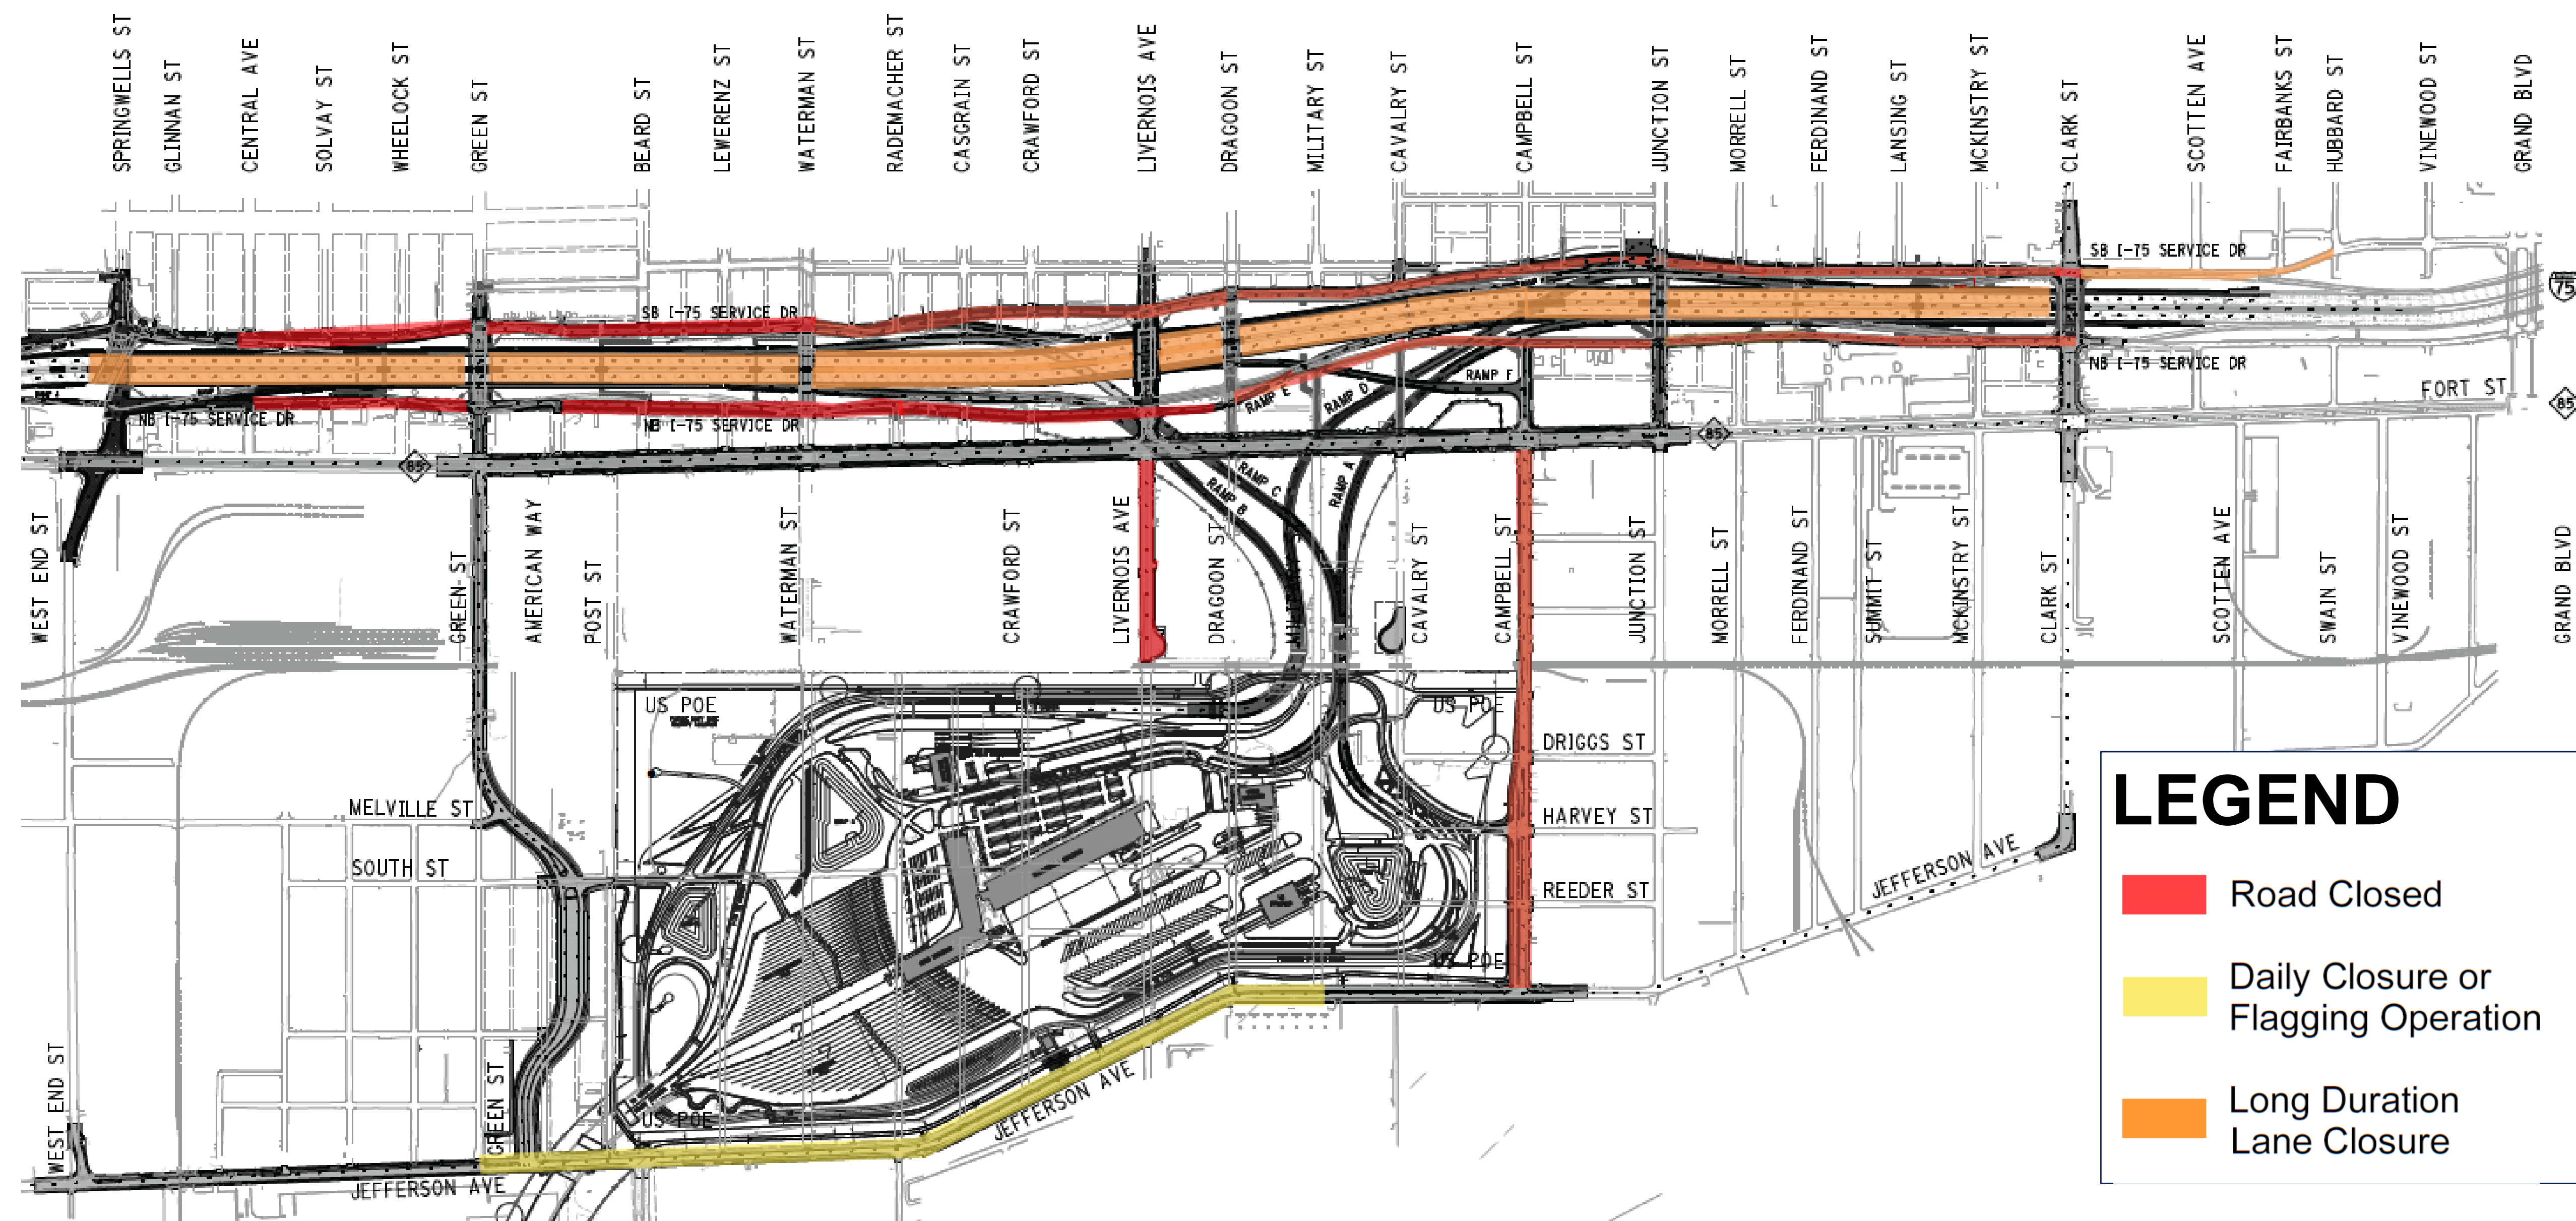 SPRINGWELLS ST
GLINNAN ST
CENTRAL AVE
SOLVAY ST
WHEELOCK ST
GREEN ST
BEARD ST
LEWERENZ ST
WATERMAN ST
RADEMACHER ST
CASGRAIN ST
CRAWFORD ST
LIVERNOIS AVE
DRAGOON ST
MILITARY ST
CAVALRY ST
CAMPBELL ST
JUNCTION ST
MORRELL ST
FERDINAND ST
LANSING ST
MCKINSTRY ST
CLARK ST
SCOTTEN AVE
FAIRBANKS ST
HUBBARD ST
VINEWOOD ST
GRAND BLVD
SB I-75 SERVICE DR
75
SB I-75 SERVICE DR
NB I-75 SERVICE DR
RAMP F
RAMP E
RAMP D
FORT ST
85
NB I-75 SERVICE DR
NB I-75 SERVICE DR
85
85
RAMP C
RAMP B
RAMP A
WEST END ST
GREEN ST
AMERICAN WAY
POST ST
WATERMAN ST
CRAWFORD ST
LIVERNOIS AVE
DRAGOON ST
CAVALRY ST
CAMPBELL ST
JUNCTION ST
MORRELL ST
FERDINAND ST
SUMMIT ST
MCKINSTRY ST
CLARK ST
SCOTTEN AVE
SWAIN ST
VINEWOOD ST
GRAND BLVD
US POE
US POE
DRIGGS ST
MELVILLE ST
HARVEY ST
SOUTH ST
REEDER ST
JEFFERSON AVE
US POE
WEST END ST
GREEN ST
US POE
JEFFERSON AVE
JEFFERSON AVE
LEGEND
Road Closed
Daily Closure or
Flagging Operation
Long Duration
Lane Closure